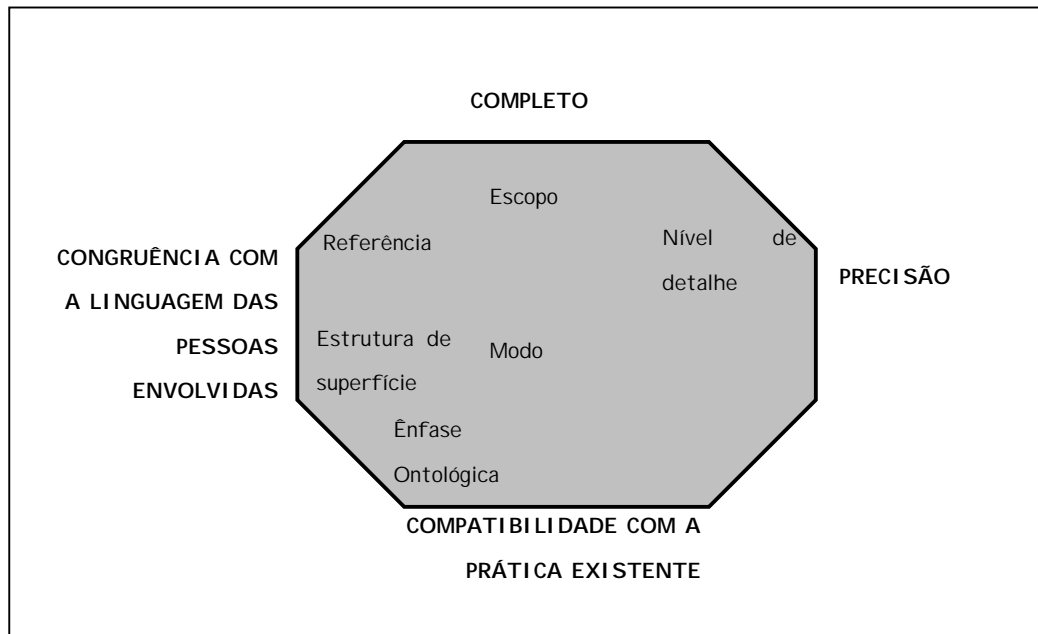 COMPLETO
Escopo
Referência
Nível de
detalhe
CONGRUÊNCIA COM
A LINGUAGEM DAS
PESSOAS
ENVOLVIDAS
PRECISÃO
Estrutura de
superfície
Modo
Ênfase
Ontológica
COMPATIBILIDADE COM A
PRÁTICA EXISTENTE